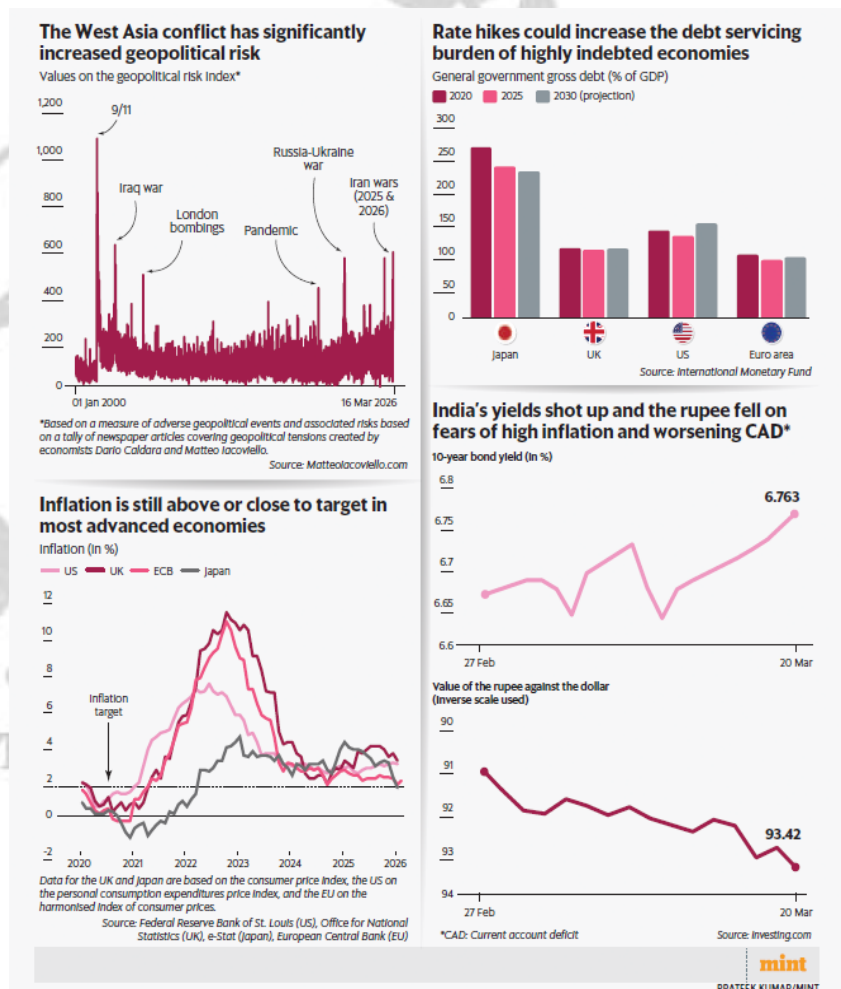 The West Asia conflict has significantly
increased geopolitical risk
Values on the geopolitical risk index*
1,200
1,000
800
600
400
200
0
9/11
Iraq war
London
bombings
Pandemic
Russia-Ukraine
war
Iran wars
(2025 &
2026)
01 Jan 2000
16 Mar 2026
*Based on a measure of adverse geopolitical events and associated risks based
on a tally of newspaper articles covering geopolitical tensions created by
economists Dario Caldara and Matteo Iacoviello.
Source: MatteoIacoviello.com
Inflation is still above or close to target in
most advanced economies
Inflation (in %)
US UK ECB Japan
12
10
8
6
4
2
0
-2
Inflation
target
2020 2021 2022 2023 2024 2025 2026
Data for the UK and Japan are based on the consumer price index, the US on
the personal consumption expenditures price index, and the EU on the
harmonised index of consumer prices.
Source: Federal Reserve Bank of St. Louis (US), Office for National
Statistics (UK), e-Stat (Japan), European Central Bank (EU)
Rate hikes could increase the debt servicing
burden of highly indebted economies
General government gross debt (% of GDP)
2020 2025 2030 (projection)
300
250
200
150
100
50
0
Japan UK US Euro area
Source: International Monetary Fund
India's yields shot up and the rupee fell on
fears of high inflation and worsening CAD*
10-year bond yield (in %)
6.8
6.75
6.7
6.65
6.6
6.763
27 Feb 20 Mar
Value of the rupee against the dollar
(Inverse scale used)
90
91
92
93
94
93.42
27 Feb 20 Mar
*CAD: Current account deficit
Source: Investing.com
mint
PRATEEK KUMAR/MINT